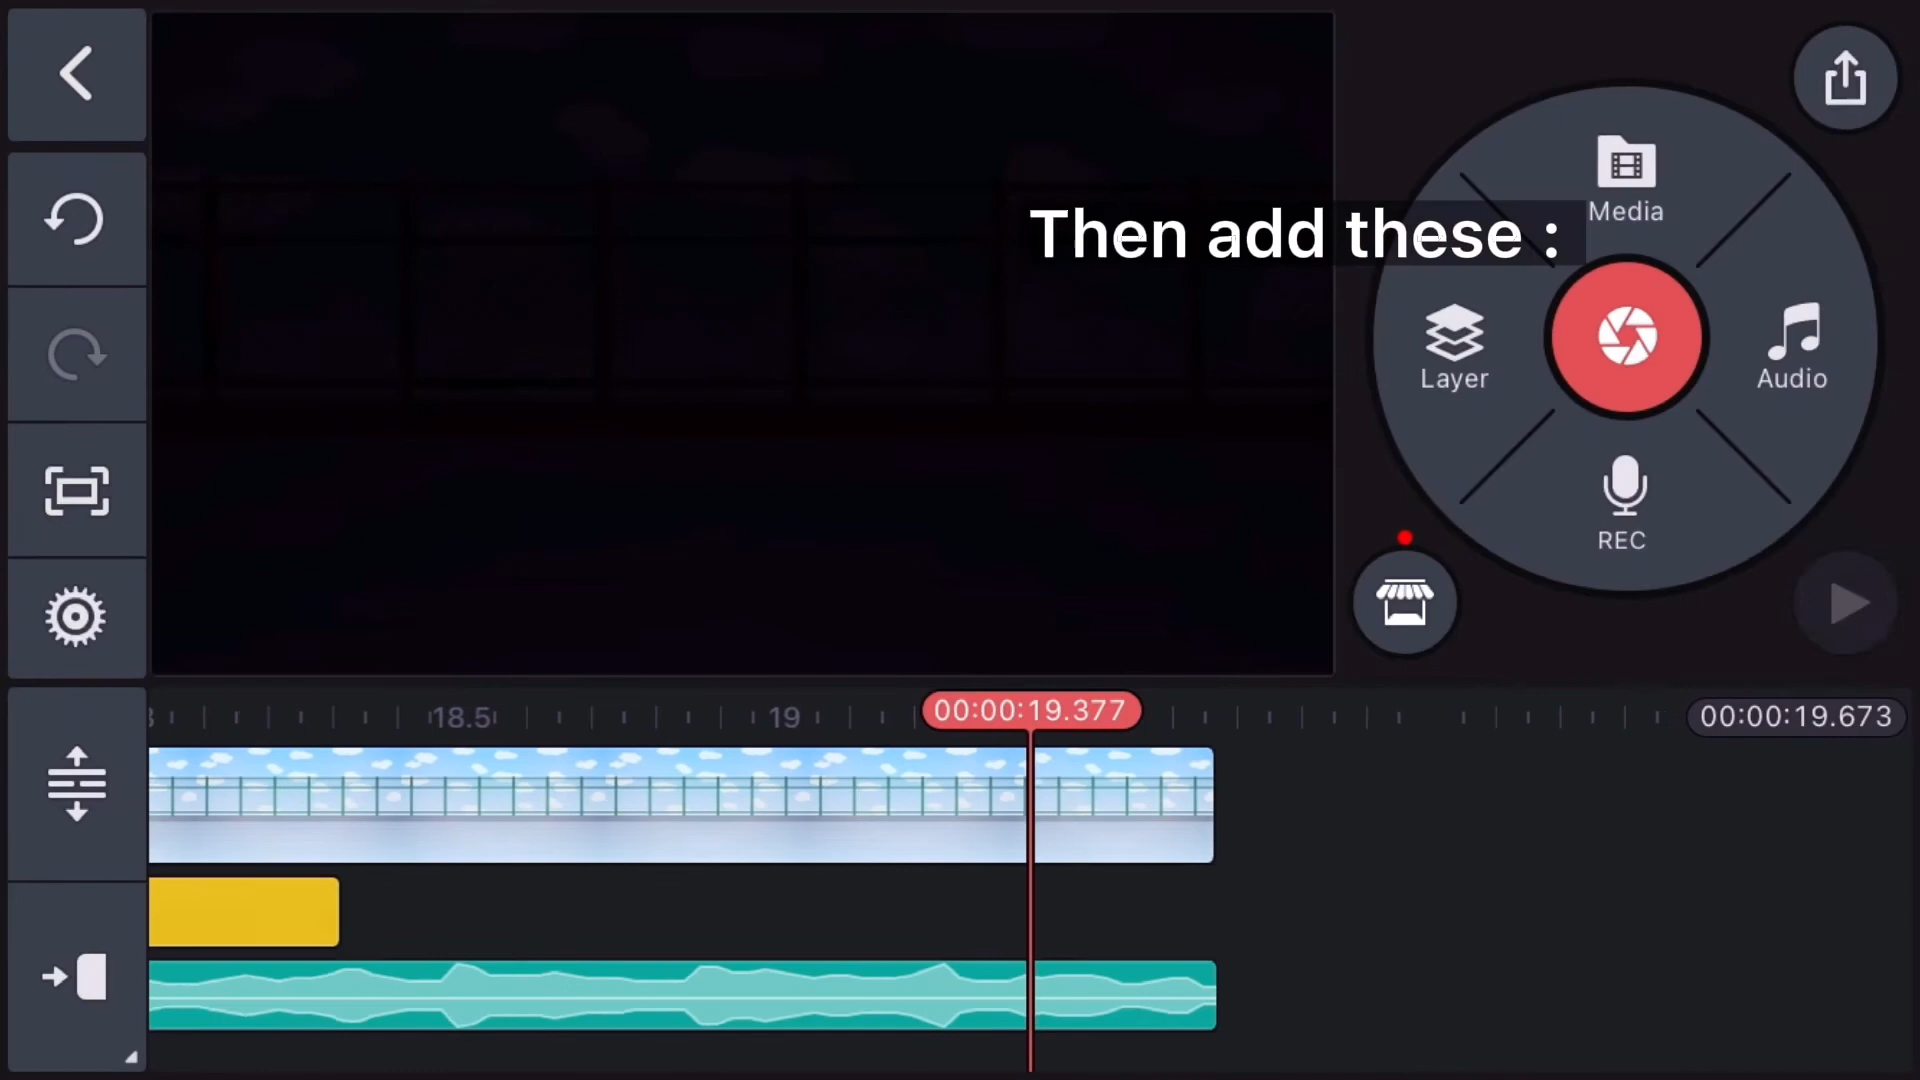 Media
Then add these :
Layer
Audio
REC
18.5
19
00:00:19.377
00:00:19.673